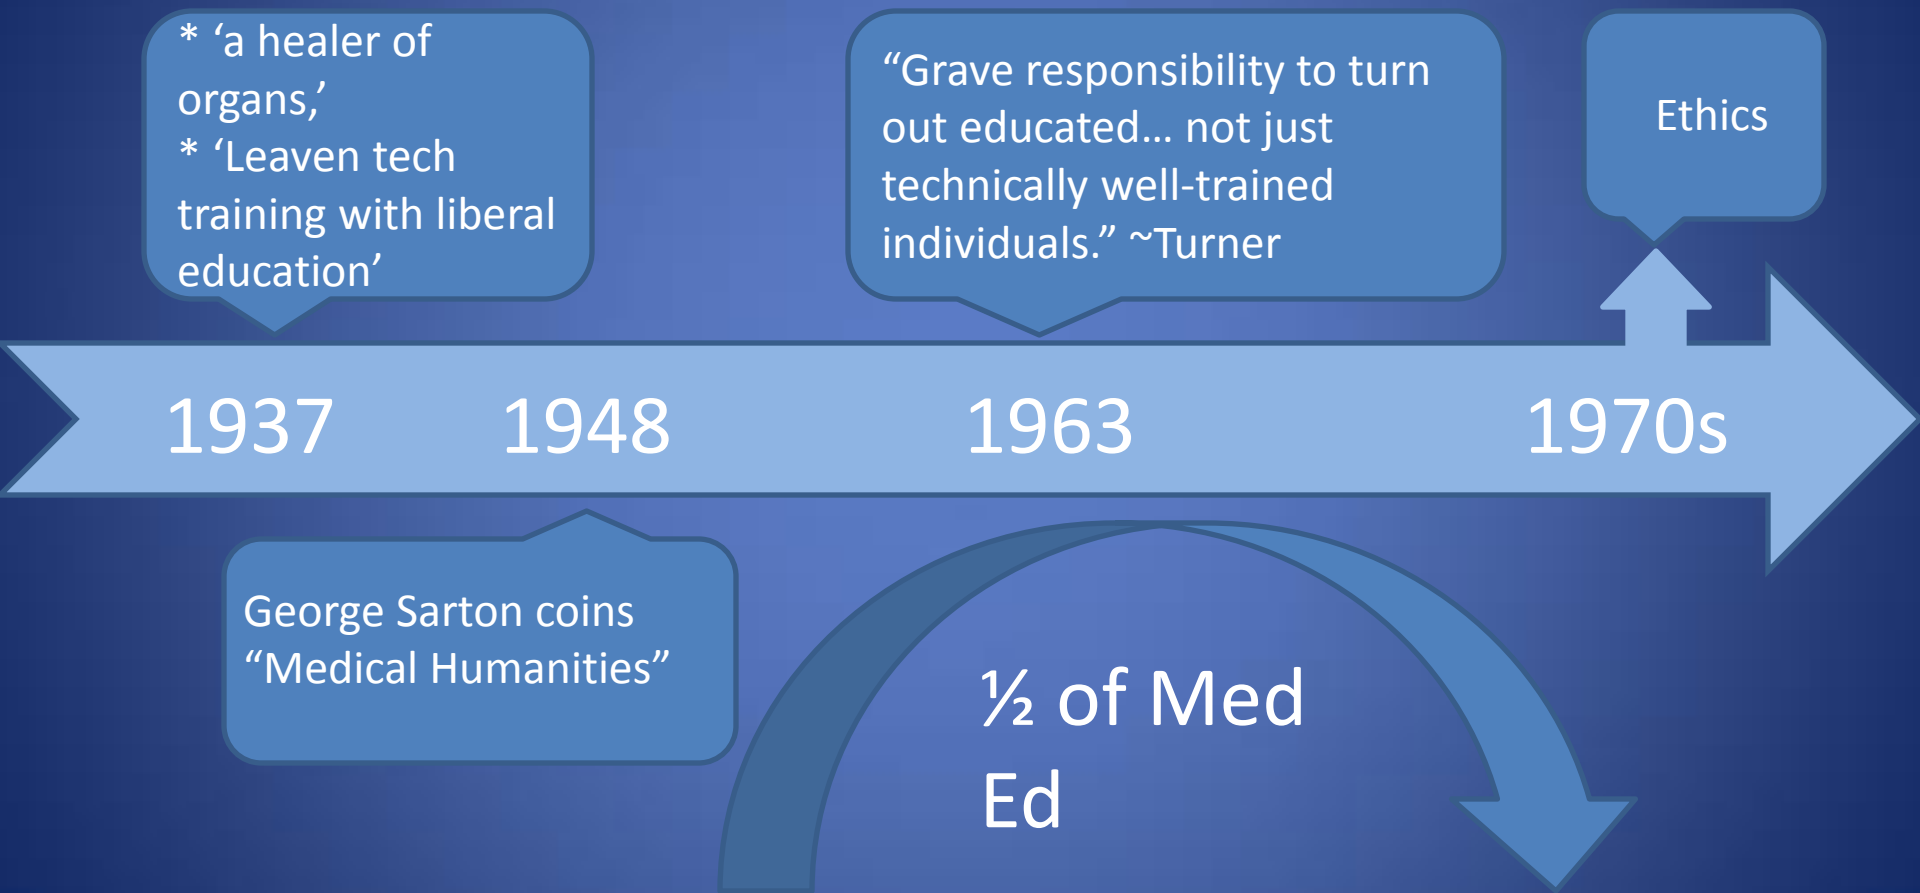 * ‘a healer of
organs,’
* ‘Leaven tech
training with liberal
education’
“Grave responsibility to turn
out educated… not just
technically well-trained
individuals.” ~Turner
Ethics
1937
1948
1963
1970s
George Sarton coins
“Medical Humanities”
½ of Med
Ed